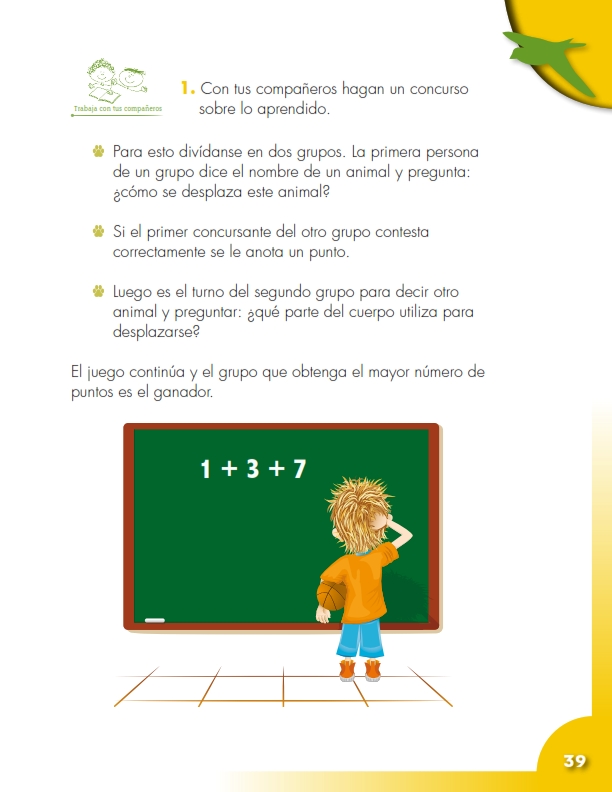 Trabaja con tus compañeros
1. Con tus compañeros hagan un concurso
sobre lo aprendido.
Para esto divídanse en dos grupos. La primera persona
de un grupo dice el nombre de un animal y pregunta:
¿cómo se desplaza este animal?
Si el primer concursante del otro grupo contesta
correctamente se le anota un punto.
Luego es el turno del segundo grupo para decir otro
animal y preguntar: ¿qué parte del cuerpo utiliza para
desplazarse?
El juego continúa y el grupo que obtenga el mayor número de
puntos es el ganador.
1 + 3 + 7
39